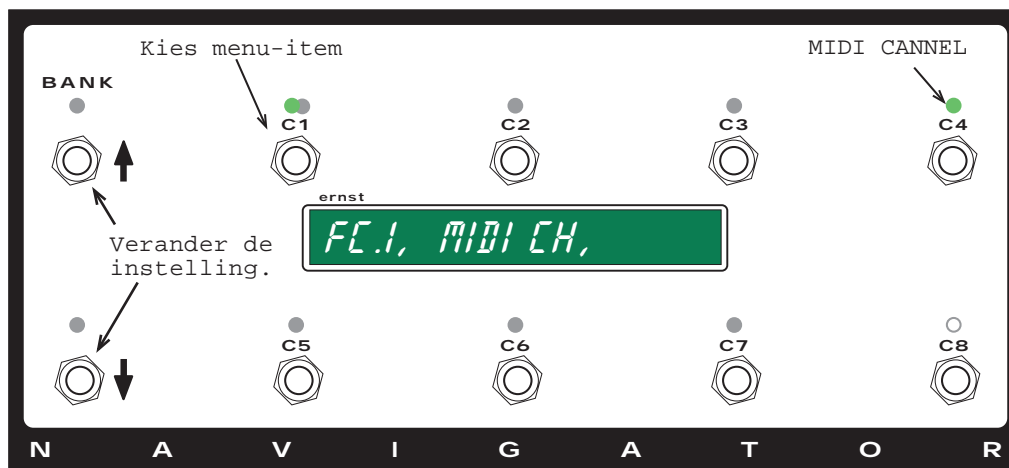 Kies menu-item
MIDI CANNEL
BANK
C1
C2
C3
C4
ernst
FC.1, MIDI CH,
Verander de
instelling.
C5
C6
C7
C8
N A V I G A T O R